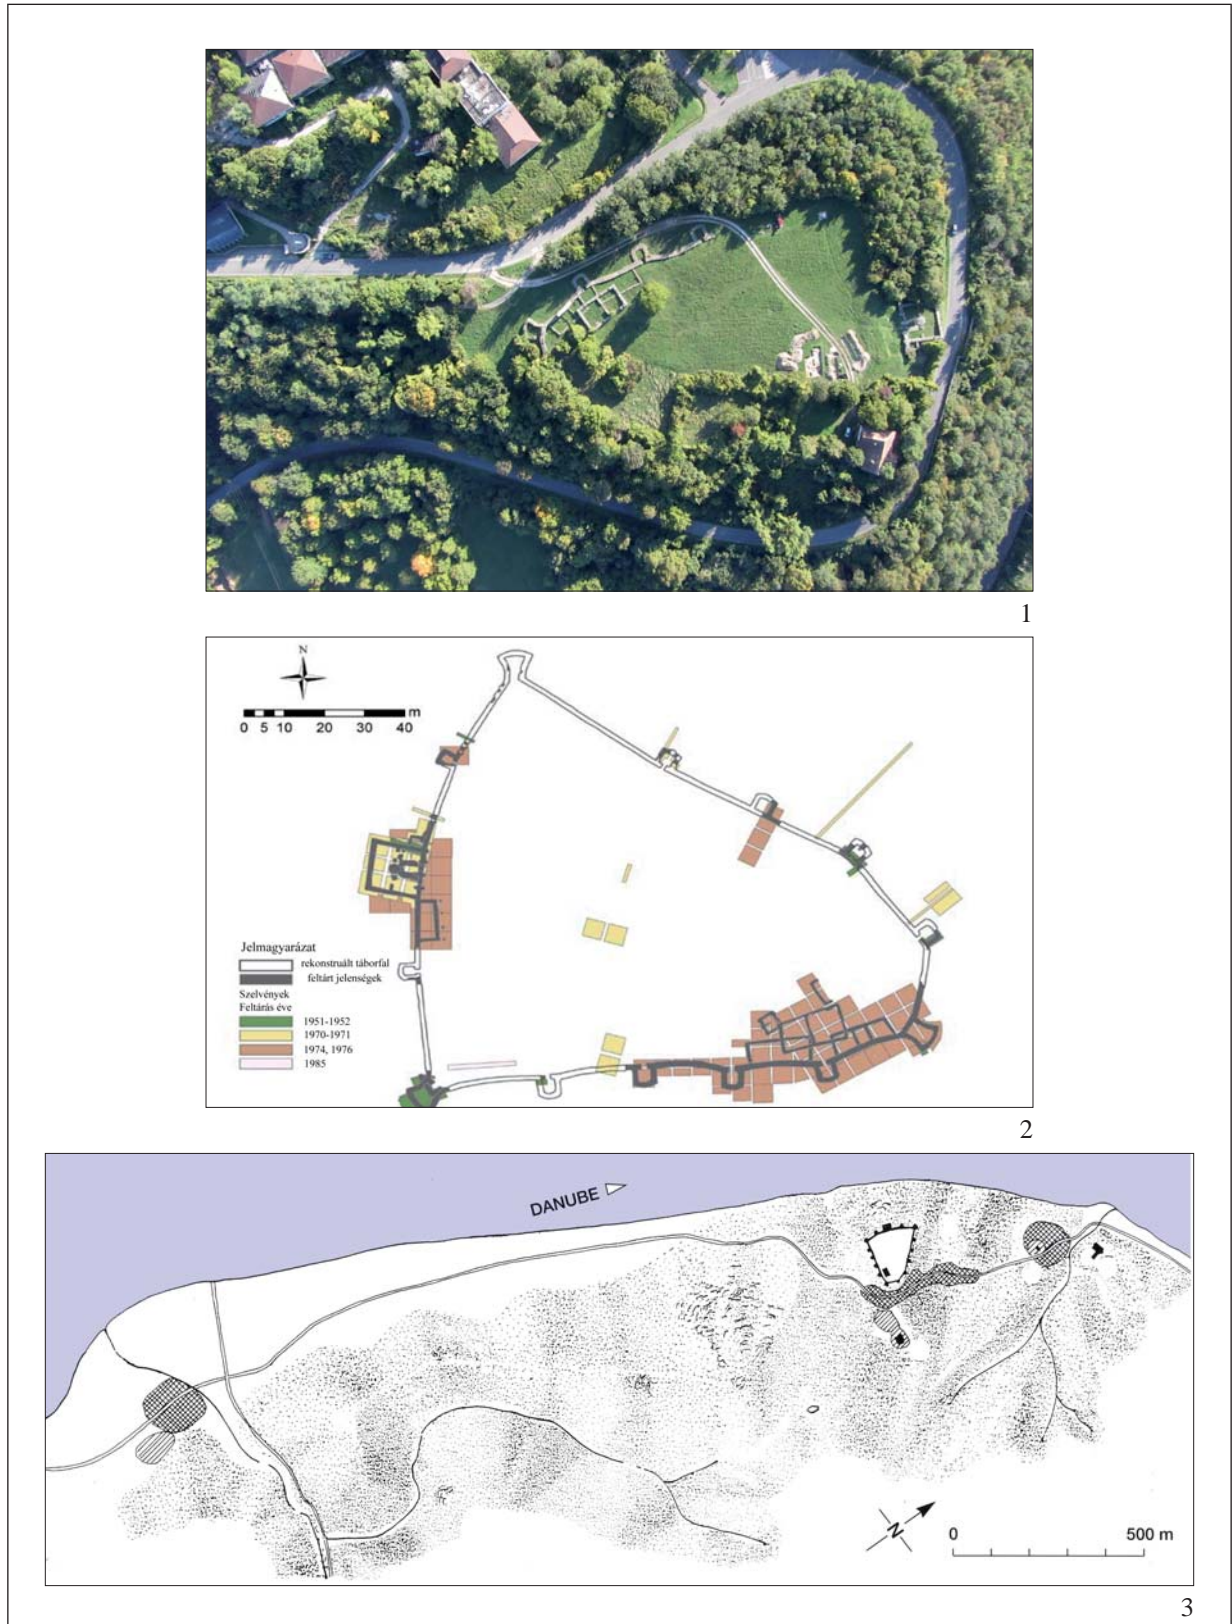 1
N
m
0 5 10 20 30 40
Jelmagyarázat
rekonstruált táborfal
feltárt jelenségek
Szelvények
Feltárás éve
1951-1952
1970-1971
1974, 1976
1985
2
DANUBE
N
0 500 m
3